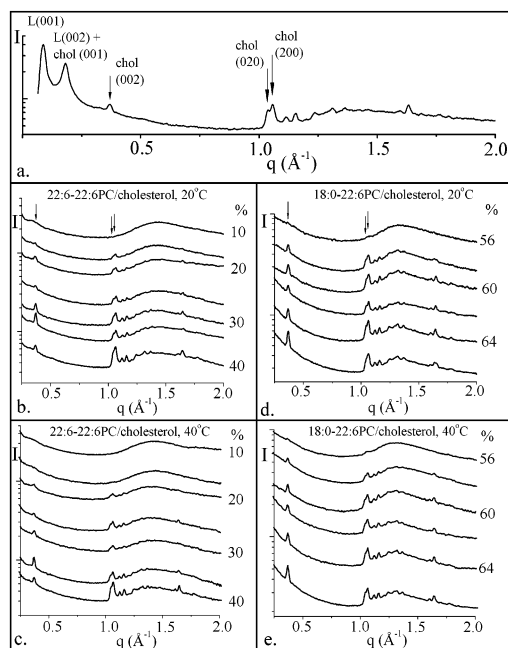 L(001)
I
L(002) +
chol (001)
chol
(002)
chol
(020)
chol
(200)
0.5
1.0
1.5
2.0
a.
q (Å⁻¹)
22:6-22:6PC/cholesterol, 20°C
I
%
10
20
30
40
0.5
1.0
1.5
2.0
b.
q (Å⁻¹)
18:0-22:6PC/cholesterol, 20°C
I
%
56
60
64
0.5
1.0
1.5
2.0
d.
q (Å⁻¹)
22:6-22:6PC/cholesterol, 40°C
I
%
10
20
30
40
0.5
1.0
1.5
2.0
c.
q (Å⁻¹)
18:0-22:6PC/cholesterol, 40°C
I
%
56
60
64
0.5
1.0
1.5
2.0
e.
q (Å⁻¹)